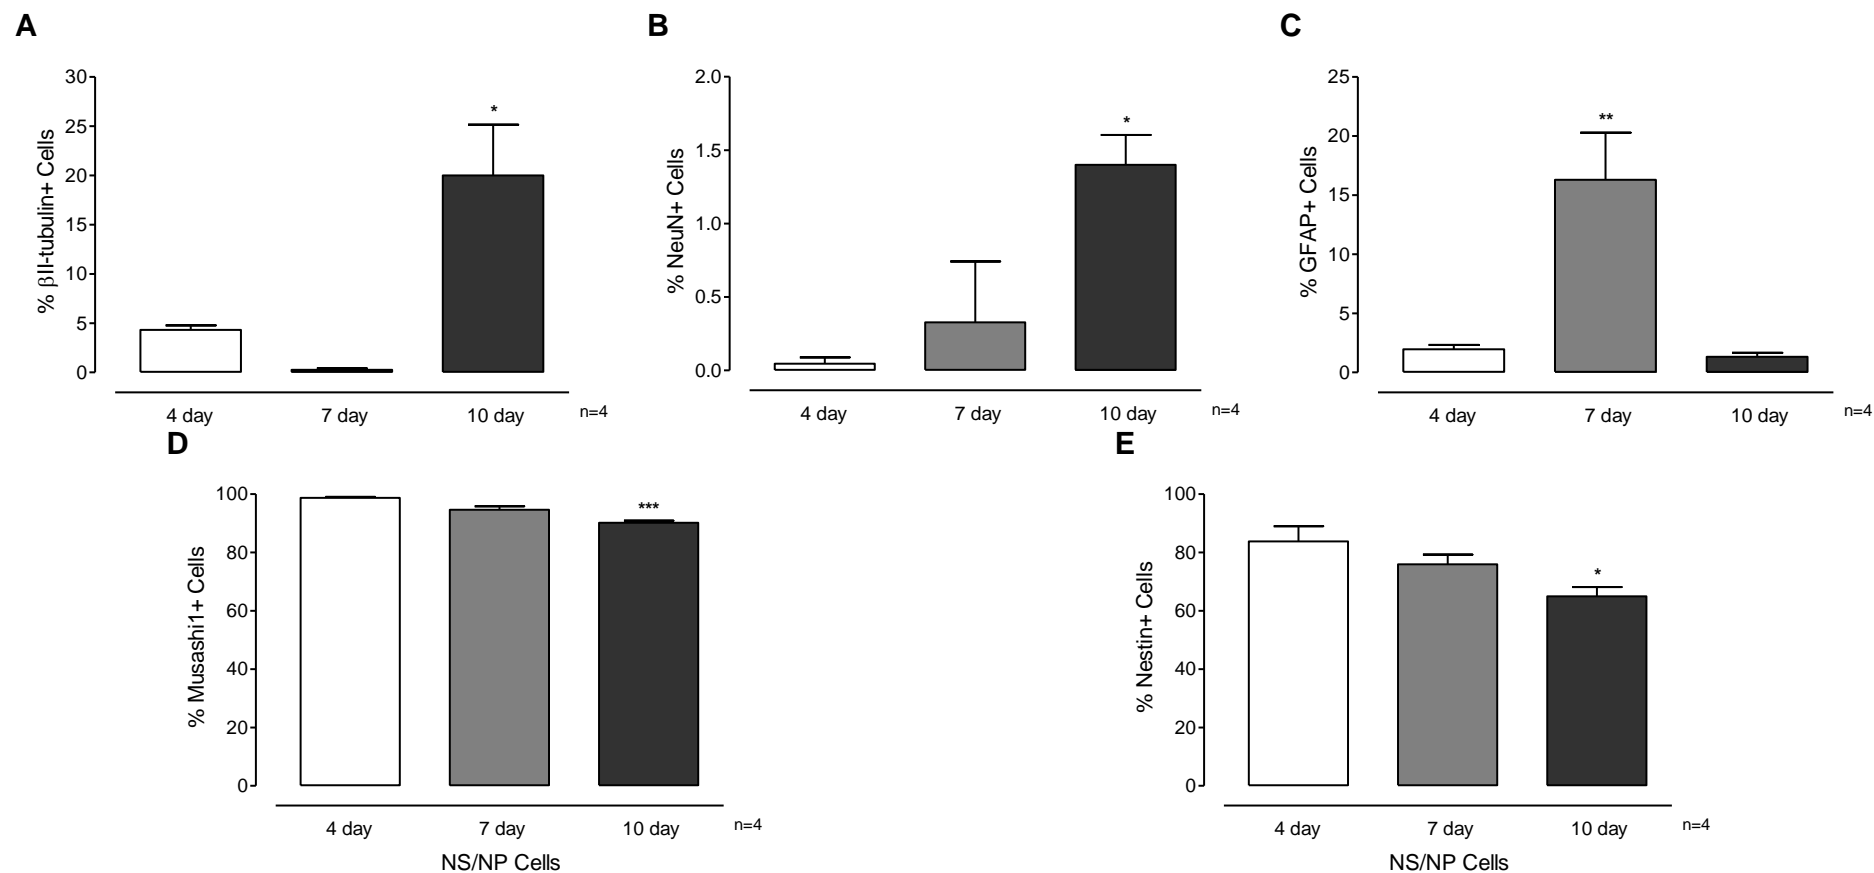 A
% βII-tubulin+ Cells
30
25
20
15
10
5
0
*
4 day
7 day
10 day
n=4
B
% NeuN+ Cells
2.0
1.5
1.0
0.5
0.0
*
4 day
7 day
10 day
n=4
C
% GFAP+ Cells
25
20
15
10
5
0
**
4 day
7 day
10 day
n=4
D
% Musashi1+ Cells
100
80
60
40
20
0
***
4 day
7 day
10 day
n=4
NS/NP Cells
E
% Nestin+ Cells
100
80
60
40
20
0
*
4 day
7 day
10 day
n=4
NS/NP Cells